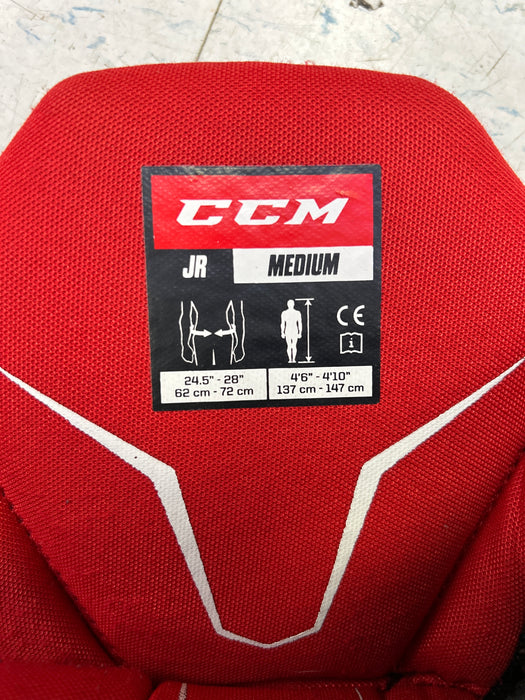 CCM
JR MEDIUM
CE
i
24.5" - 28" 4'6" - 4'10"
62 cm - 72 cm 137 cm - 147 cm